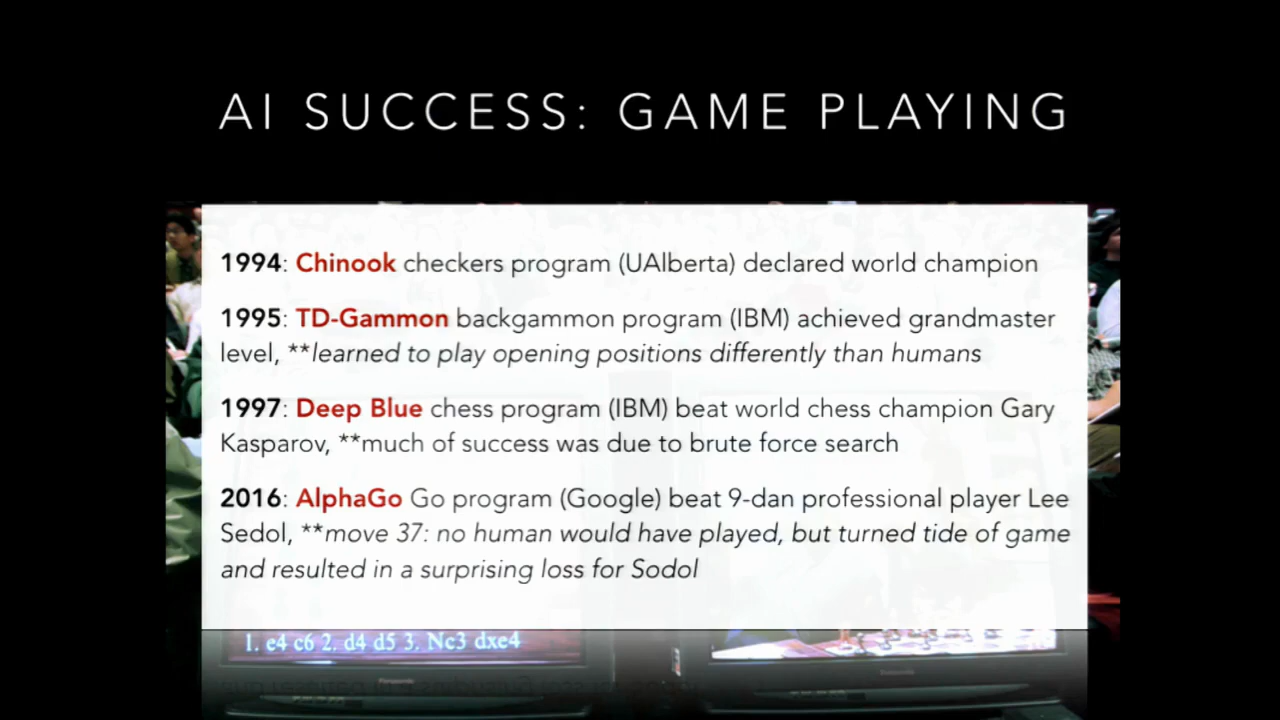 AI SUCCESS: GAME PLAYING
1994: Chinook checkers program (UAlberta) declared world champion
1995: TD-Gammon backgammon program (IBM) achieved grandmaster
level, **learned to play opening positions differently than humans
1997: Deep Blue chess program (IBM) beat world chess champion Gary
Kasparov, **much of success was due to brute force search
2016: AlphaGo Go program (Google) beat 9-dan professional player Lee
Sedol, **move 37: no human would have played, but turned tide of game
and resulted in a surprising loss for Sodol
1. e4 c6 2. d4 d5 3. Nc3 dxe4
Panasonic